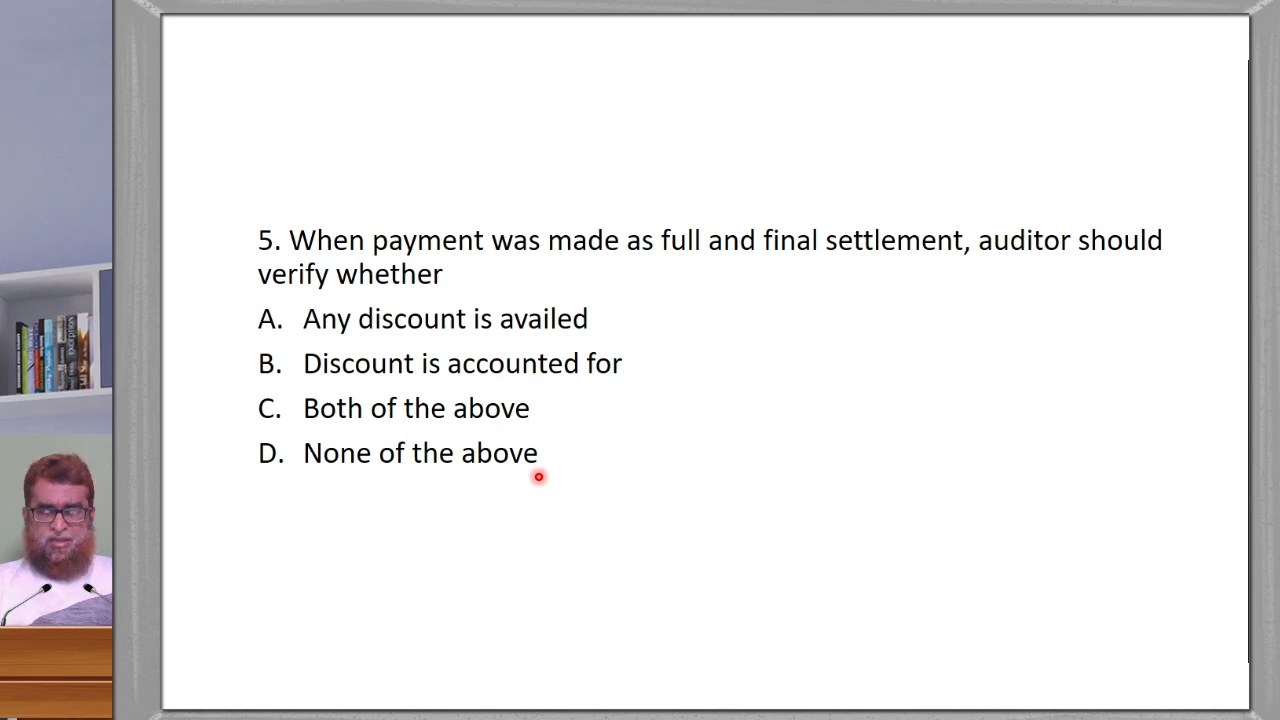 5. When payment was made as full and final settlement, auditor should
verify whether
A. Any discount is availed
B. Discount is accounted for
C. Both of the above
D. None of the above